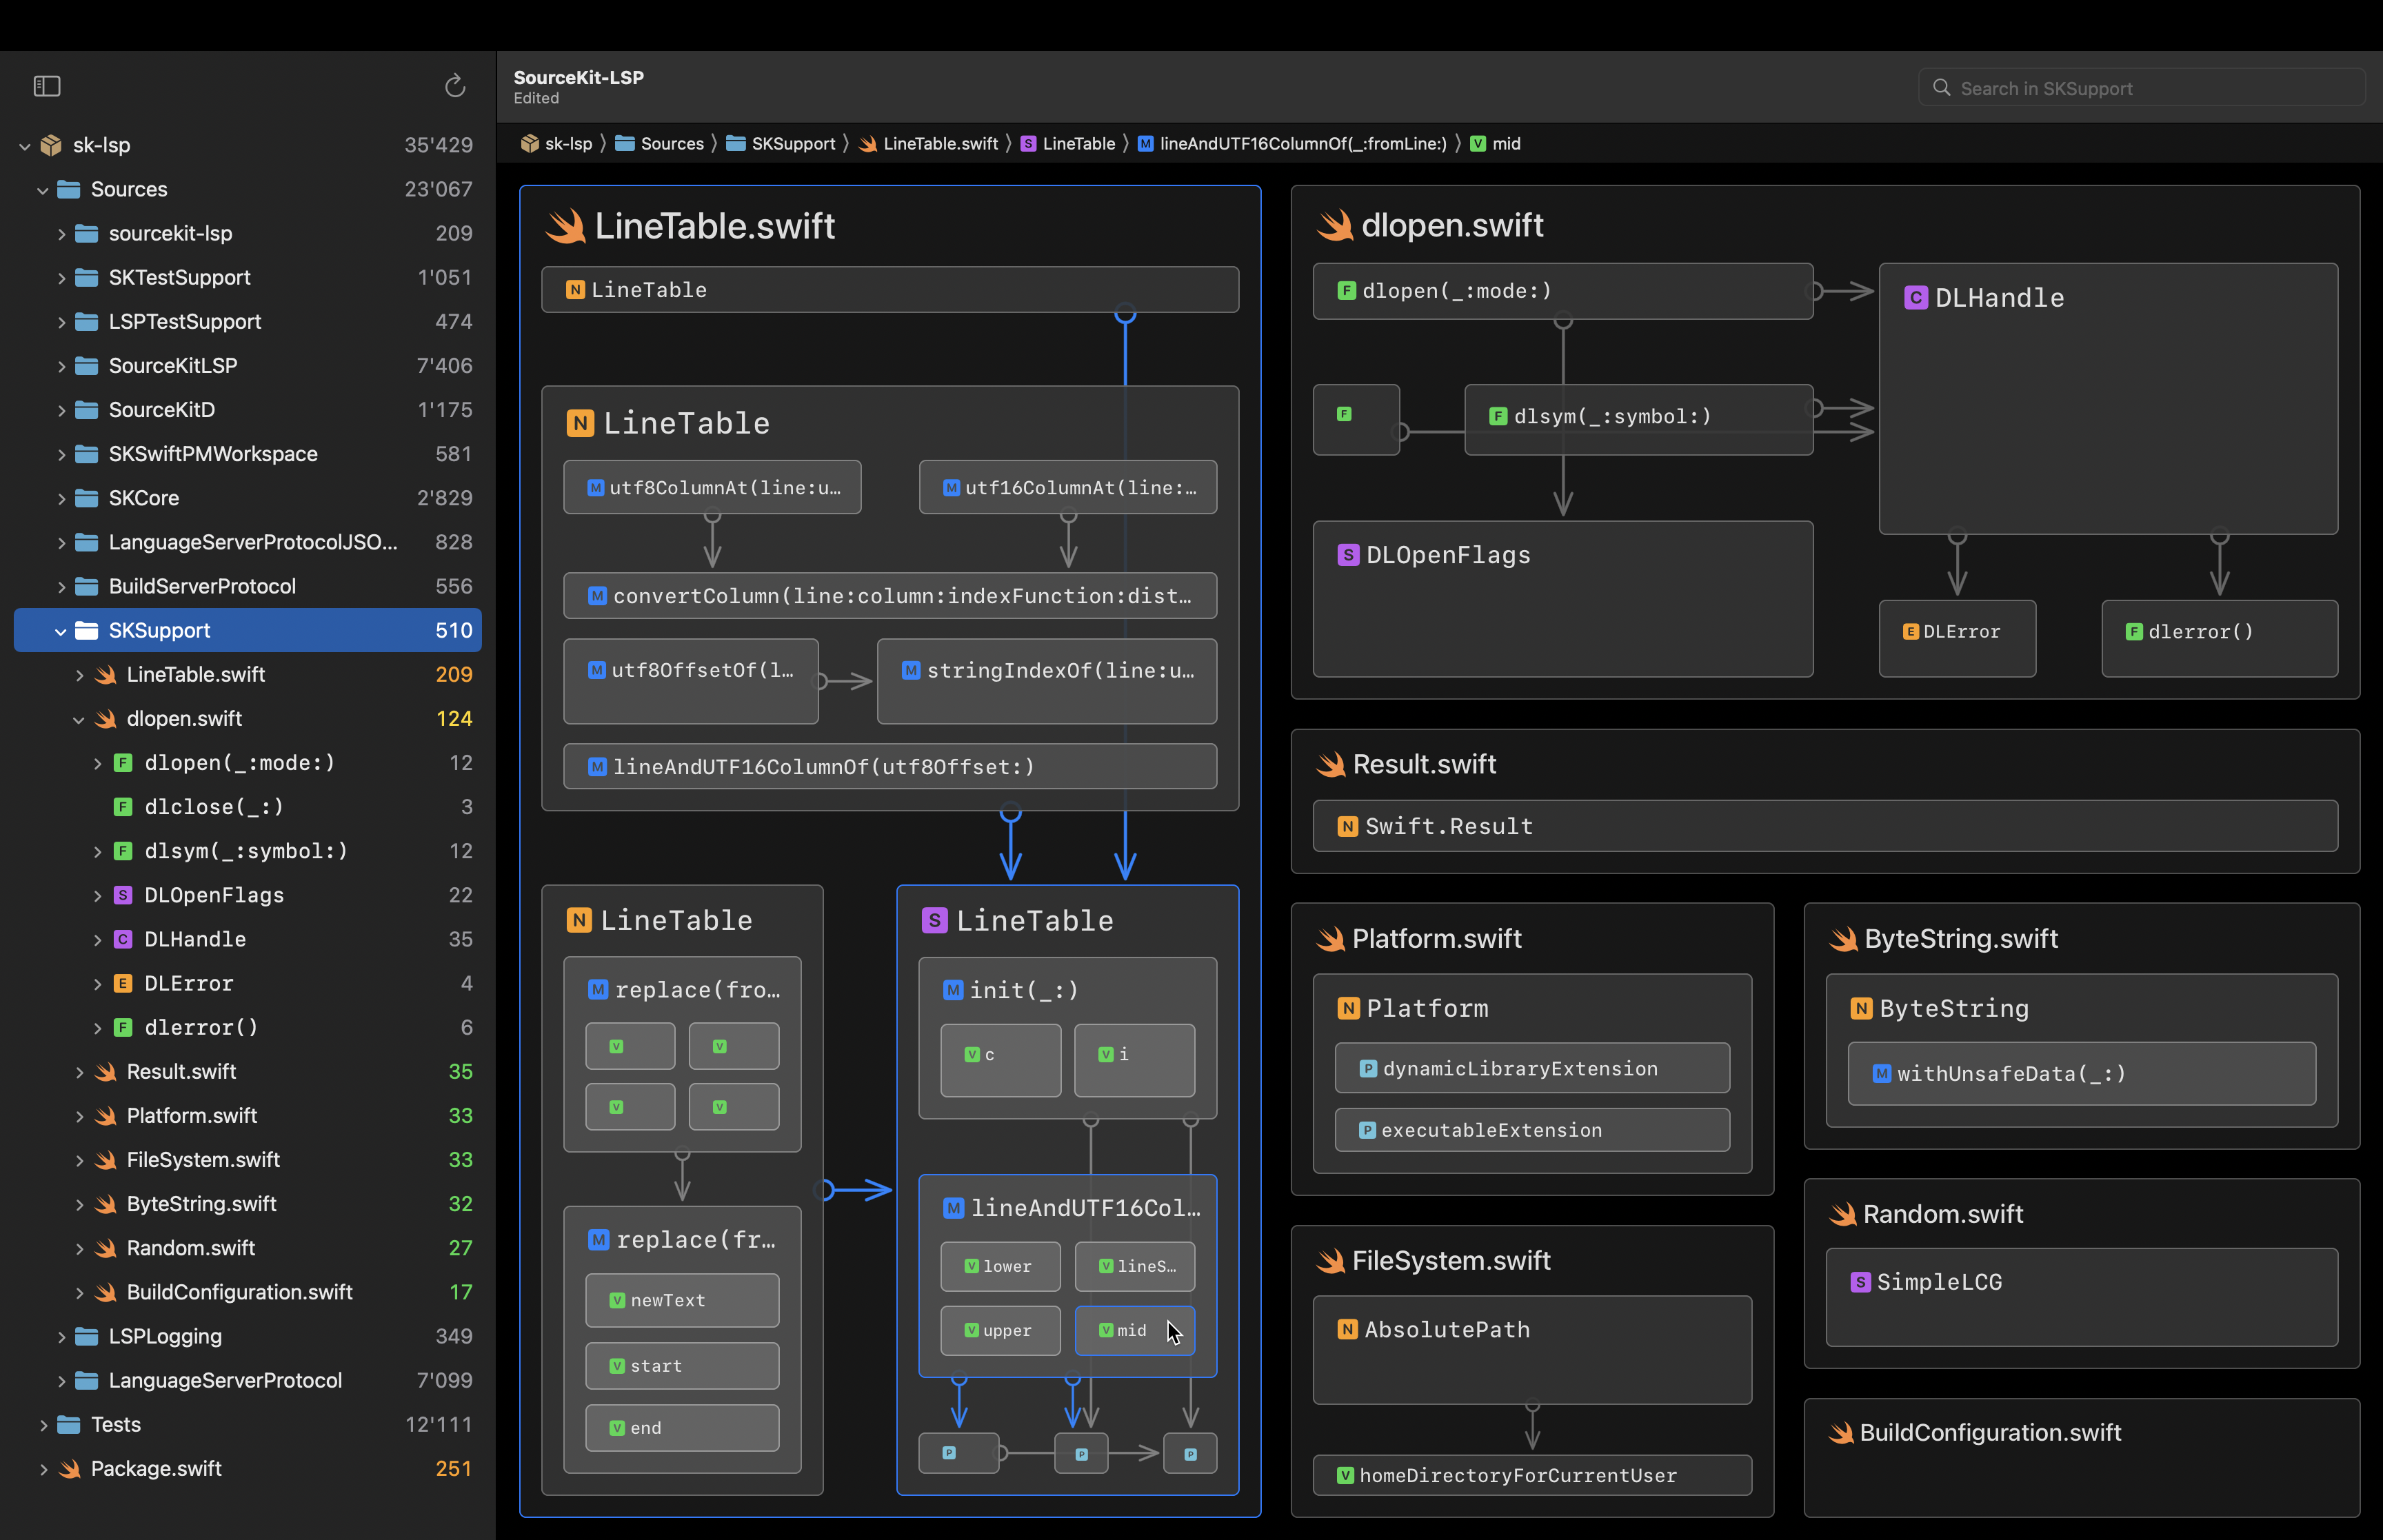 sk-lsp 35'429
Sources 23'067
sourcekit-lsp 209
SKTestSupport 1'051
LSPTestSupport 474
SourceKitLSP 7'406
SourceKitD 1'175
SKSwiftPMWorkspace 581
SKCore 2'829
LanguageServerProtocolJSO... 828
BuildServerProtocol 556
SKSupport 510
LineTable.swift 209
dlopen.swift 124
F dlopen(_:mode:) 12
F dlclose(_:) 3
F dlsym(_:symbol:) 12
S DLOpenFlags 22
C DLHandle 35
E DLError 4
F dlerror() 6
Result.swift 35
Platform.swift 33
FileSystem.swift 33
ByteString.swift 32
Random.swift 27
BuildConfiguration.swift 17
LSPLogging 349
LanguageServerProtocol 7'099
Tests 12'111
Package.swift 251
SourceKit-LSP
Edited
Search in SKSupport
sk-lsp Sources SKSupport LineTable.swift S LineTable M lineAndUTF16ColumnOf(_:fromLine:) V mid
LineTable.swift
N LineTable
N LineTable
M utf8ColumnAt(line:u... M utf16ColumnAt(line:...
M convertColumn(line:column:indexFunction:dist...
M utf8OffsetOf(l... M stringIndexOf(line:u...
M lineAndUTF16ColumnOf(utf8Offset:)
N LineTable
M replace(fro...
V V
V V
M replace(fr...
V newText
V start
V end
S LineTable
M init(_:)
V c V i
M lineAndUTF16Col...
V lower V lineS...
V upper V mid
P P P
dlopen.swift
F dlopen(_:mode:)
C DLHandle
F
F dlsym(_:symbol:)
S DLOpenFlags
E DLError
F dlerror()
Result.swift
N Swift.Result
Platform.swift
N Platform
P dynamicLibraryExtension
P executableExtension
FileSystem.swift
N AbsolutePath
V homeDirectoryForCurrentUser
ByteString.swift
N ByteString
M withUnsafeData(_:)
Random.swift
S SimpleLCG
BuildConfiguration.swift